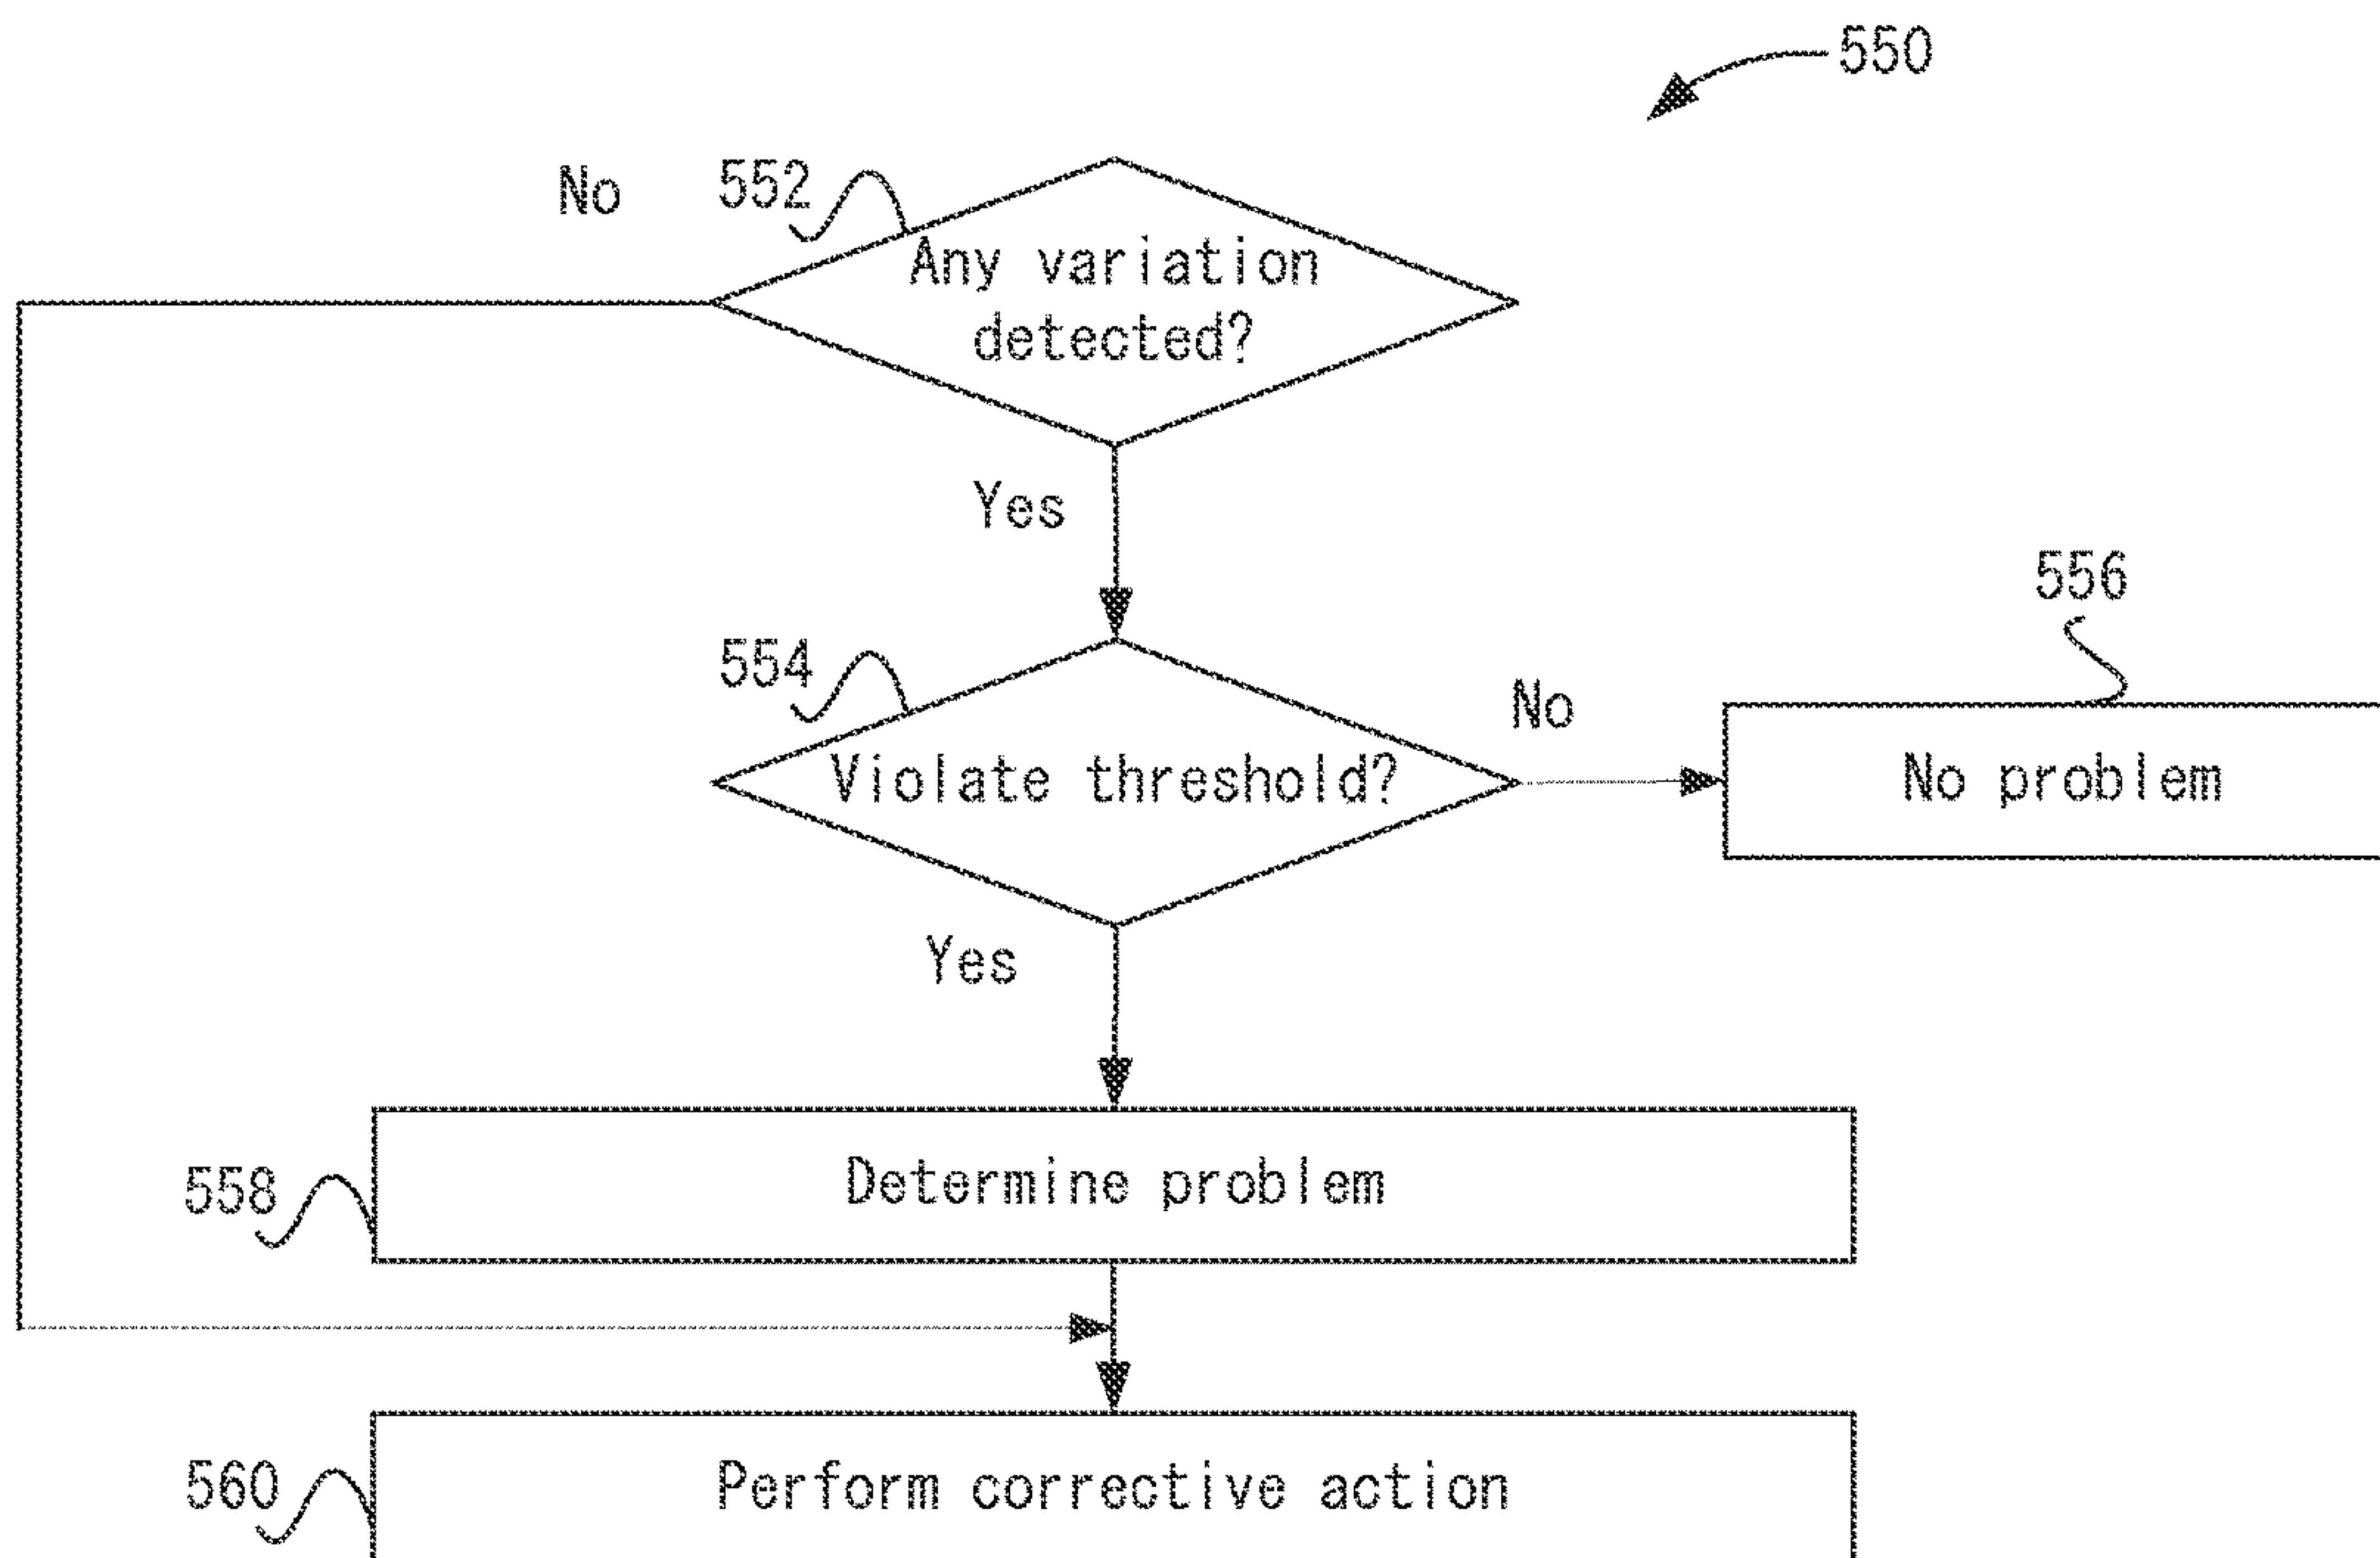 550
No
552
Any variation
detected?
Yes
556
554
No
Violate threshold?
No problem
Yes
Determine problem
558
Perform corrective action
560